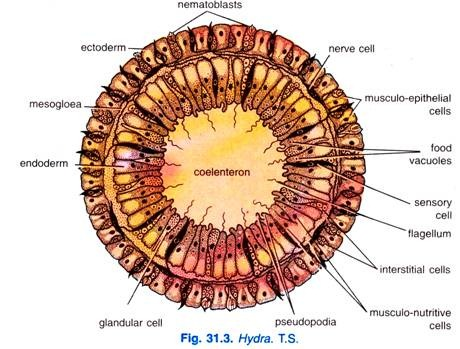 nematoblasts
ectoderm
nerve cell
mesogloea
musculo-epithelial
cells
endoderm
coelenteron
food
vacuoles
sensory
cell
flagellum
interstitial cells
glandular cell
pseudopodia
musculo-nutritive
cells
Fig. 31.3. Hydra. T.S.